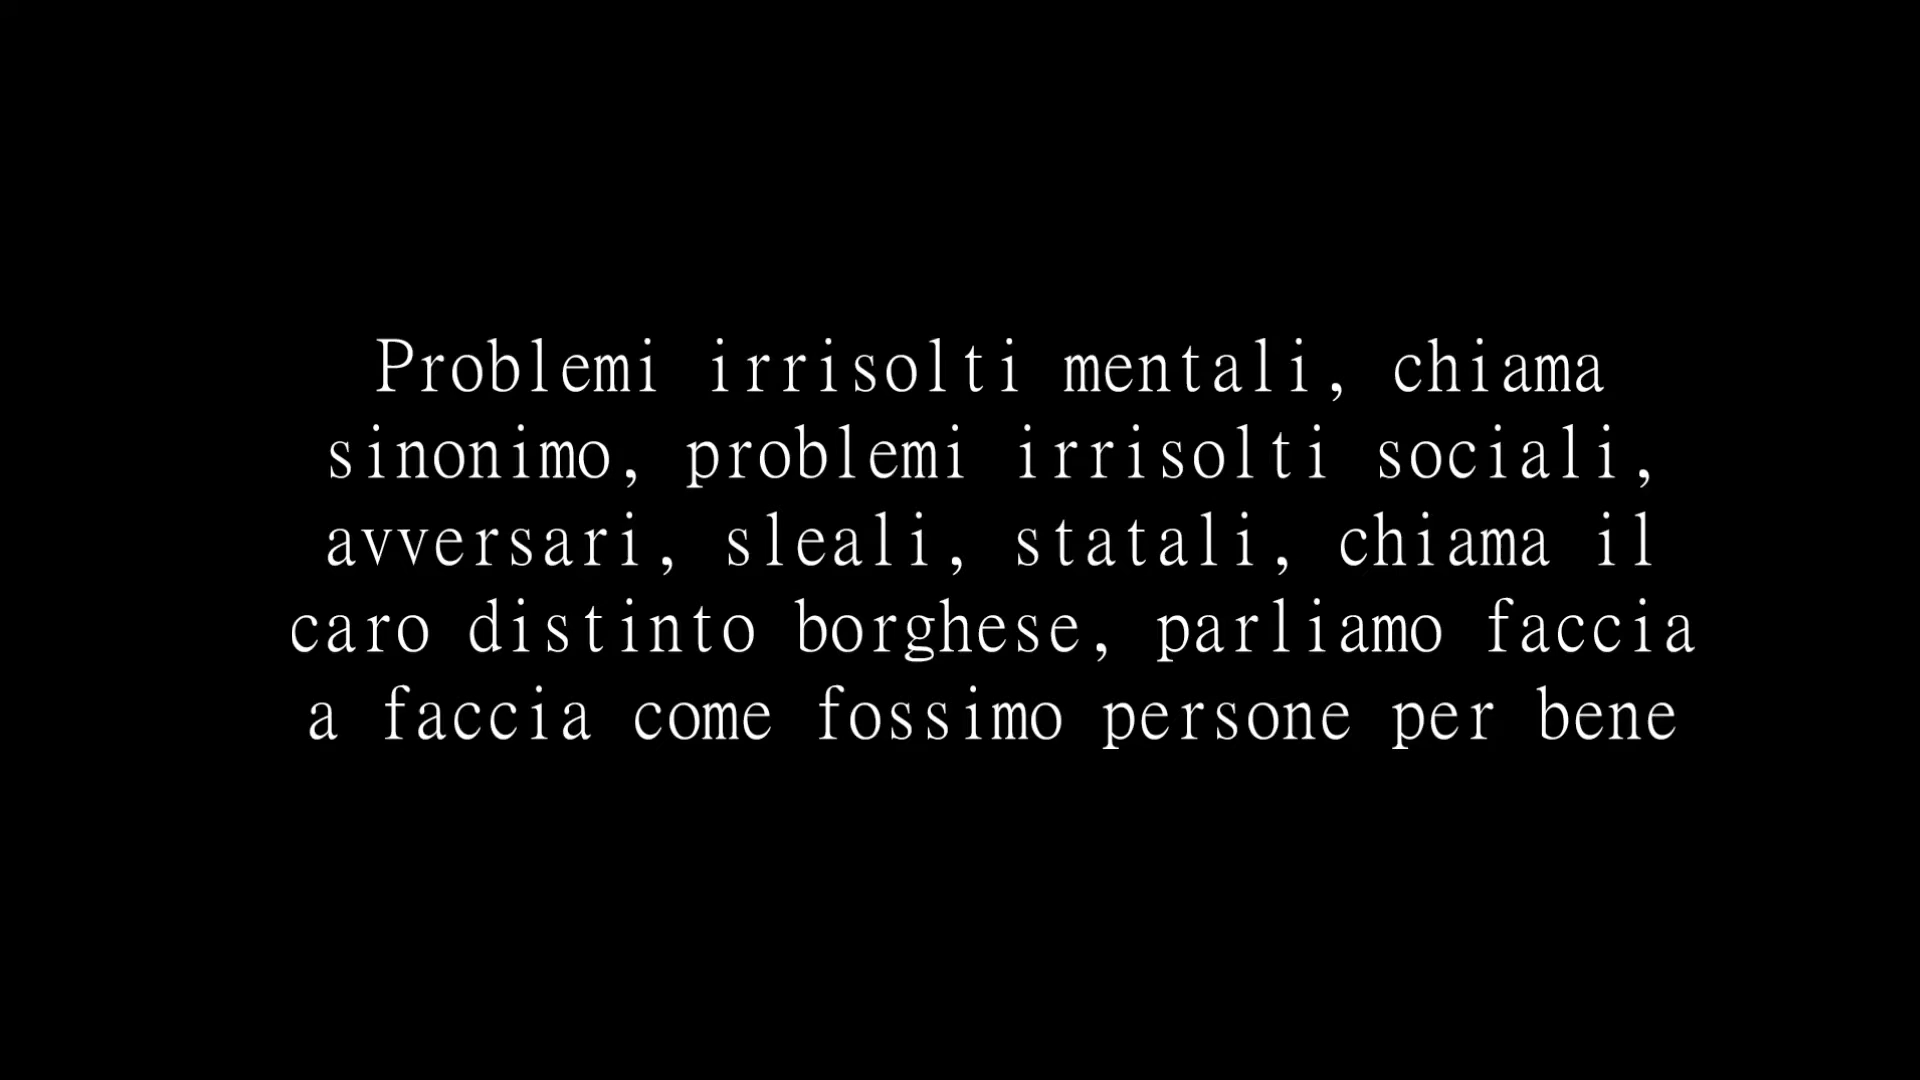 Problemi irrisolti mentali, chiama
sinonimo, problemi irrisolti sociali,
avversari, sleali, statali, chiama il
caro distinto borghese, parliamo faccia
a faccia come fossimo persone per bene